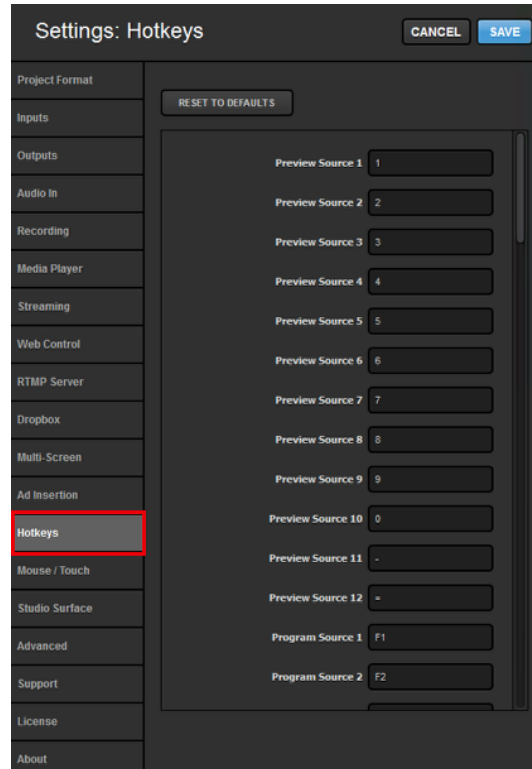 Settings: Hotkeys
CANCEL
SAVE
Project Format
Inputs
Outputs
Audio In
Recording
Media Player
Streaming
Web Control
RTMP Server
Dropbox
Multi-Screen
Ad Insertion
Hotkeys
Mouse / Touch
Studio Surface
Advanced
Support
License
About
RESET TO DEFAULTS
Preview Source 1 1
Preview Source 2 2
Preview Source 3 3
Preview Source 4 4
Preview Source 5 5
Preview Source 6 6
Preview Source 7 7
Preview Source 8 8
Preview Source 9 9
Preview Source 10 0
Preview Source 11 -
Preview Source 12 =
Program Source 1 F1
Program Source 2 F2